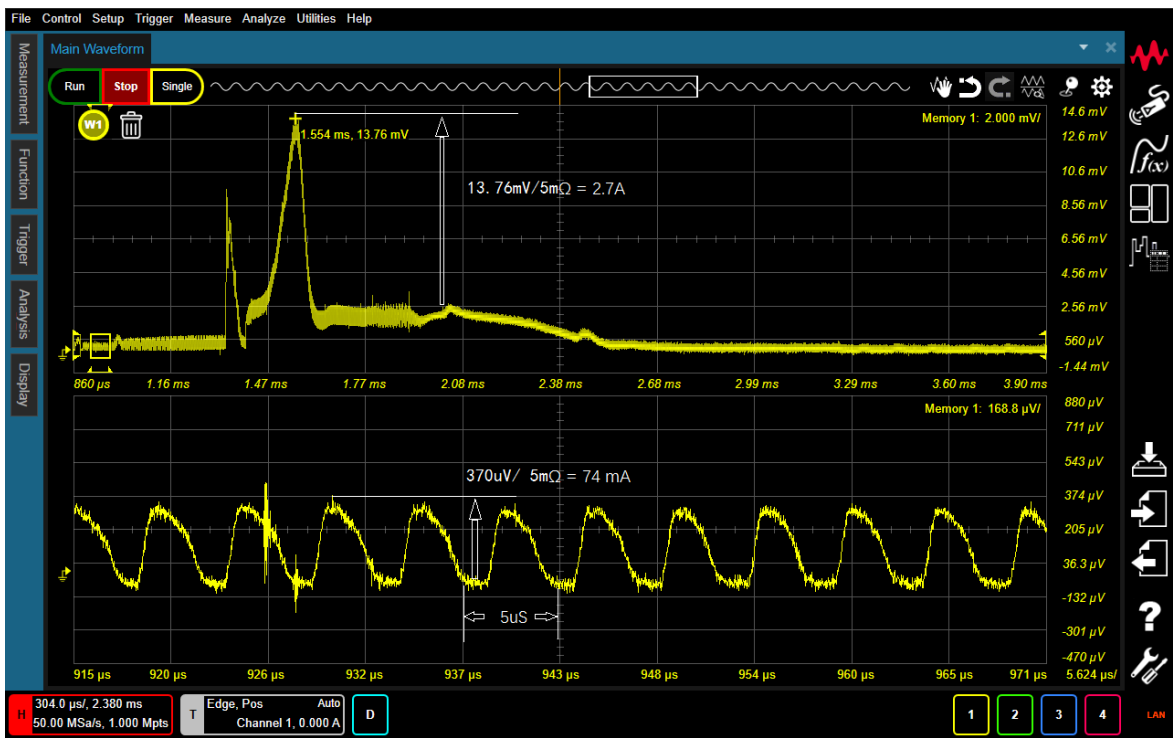 File Control Setup Trigger Measure Analyze Utilities Help
Main Waveform
Measurement
Function
Trigger
Analysis
Display
Run Stop Single
W1
Memory 1: 2.000 mV/
1.554 ms, 13.76 mV
13.76mV/5mΩ = 2.7A
14.6 mV
12.6 mV
10.6 mV
8.56 mV
6.56 mV
4.56 mV
2.56 mV
560 µV
-1.44 mV
860 µs 1.16 ms 1.47 ms 1.77 ms 2.08 ms 2.38 ms 2.68 ms 2.99 ms 3.29 ms 3.60 ms 3.90 ms
Memory 1: 168.8 µV/
370uV/ 5mΩ = 74 mA
5uS
880 µV
711 µV
543 µV
374 µV
205 µV
36.3 µV
-132 µV
-301 µV
-470 µV
915 µs 920 µs 926 µs 932 µs 937 µs 943 µs 948 µs 954 µs 960 µs 965 µs 971 µs 5.624 µs/
f(x)
?
H
304.0 µs/, 2.380 ms
50.00 MSa/s, 1.000 Mpts
T
Edge, Pos Auto
Channel 1, 0.000 A
D
1 2 3 4
LAN